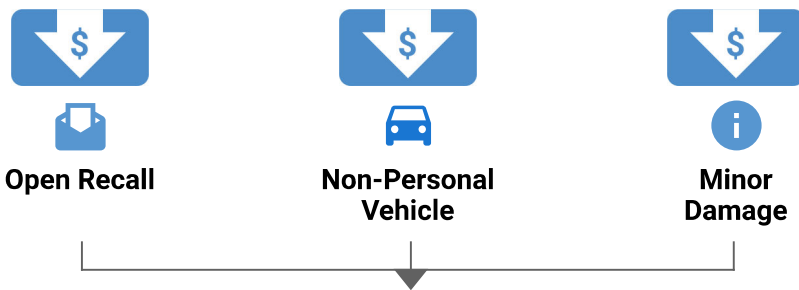 $ $ $
Open Recall
Non-Personal
Vehicle
Minor
Damage